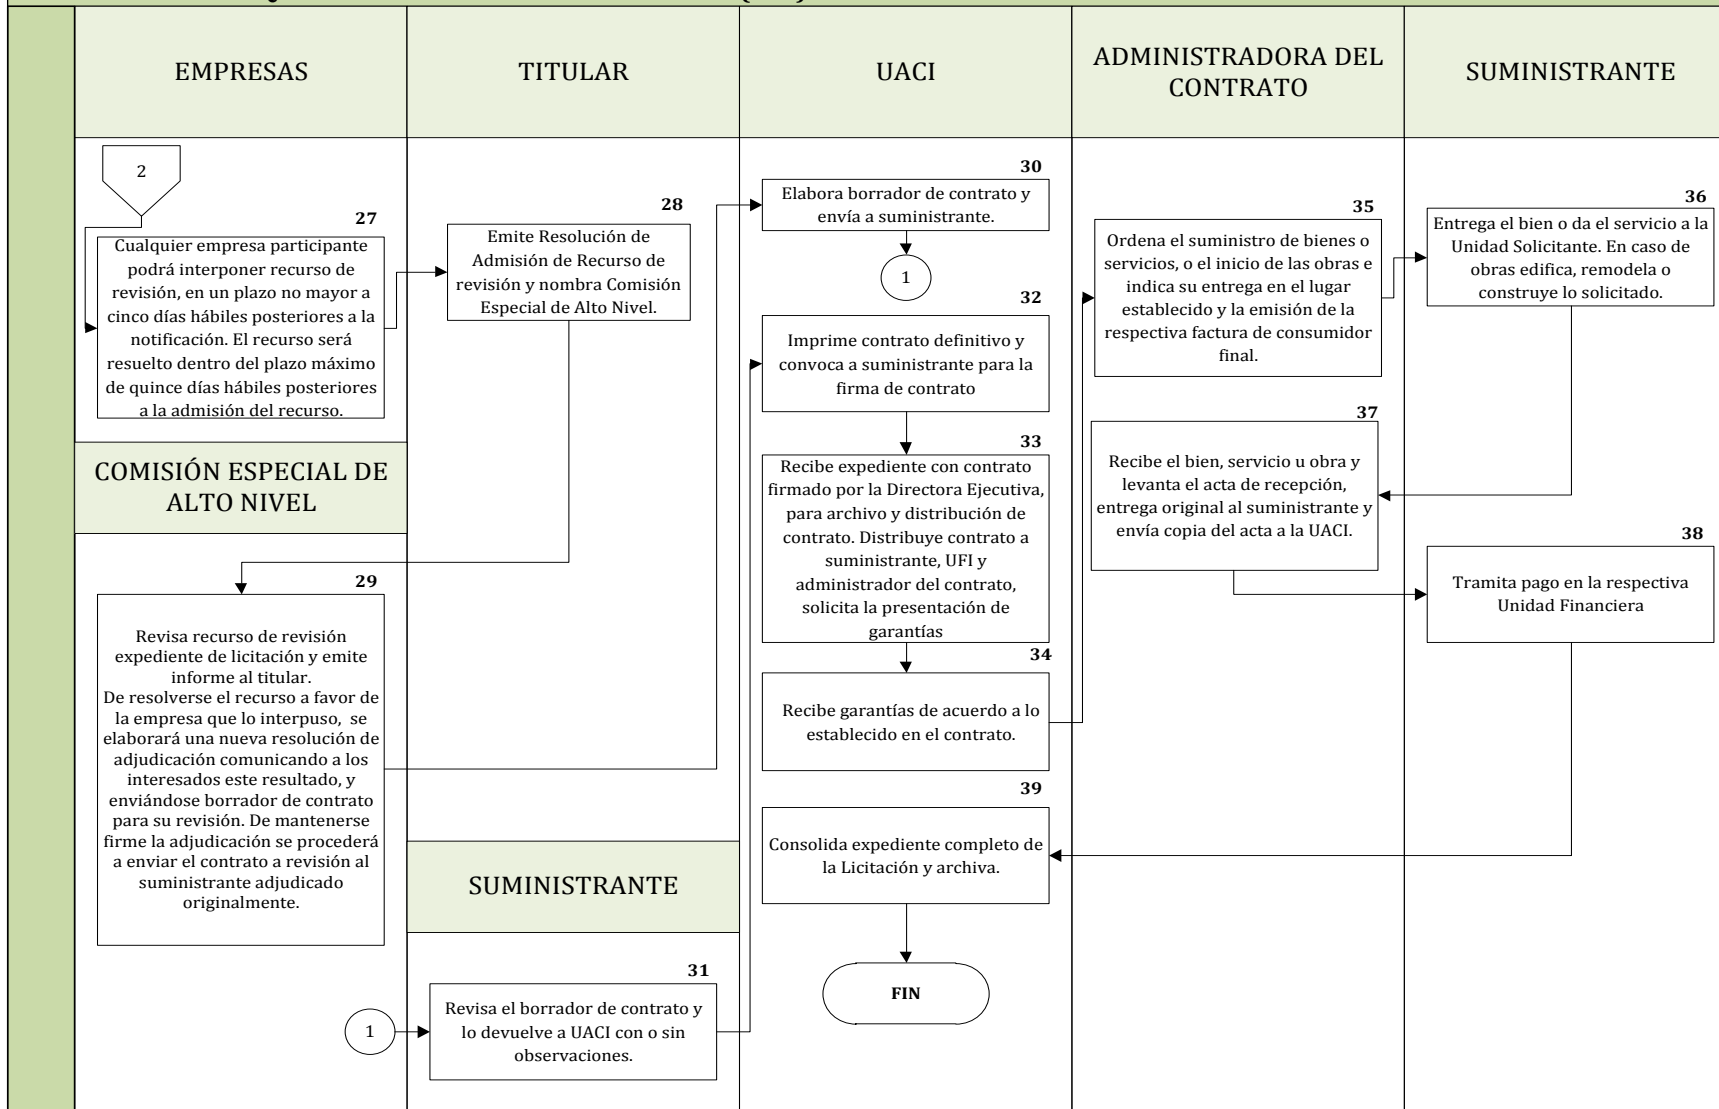 EMPRESAS
TITULAR
UACI
ADMINISTRADORA DEL
CONTRATO
SUMINISTRANTE
2
27
Cualquier empresa participante
podrá interponer recurso de
revisión, en un plazo no mayor a
cinco días hábiles posteriores a la
notificación. El recurso será
resuelto dentro del plazo máximo
de quince días hábiles posteriores
a la admisión del recurso.
28
Emite Resolución de
Admisión de Recurso de
revisión y nombra Comisión
Especial de Alto Nivel.
COMISIÓN ESPECIAL DE
ALTO NIVEL
29
Revisa recurso de revisión
expediente de licitación y emite
informe al titular.
De resolverse el recurso a favor de
la empresa que lo interpuso, se
elaborará una nueva resolución de
adjudicación comunicando a los
interesados este resultado, y
enviándose borrador de contrato
para su revisión. De mantenerse
firme la adjudicación se procederá
a enviar el contrato a revisión al
suministrante adjudicado
originalmente.
30
Elabora borrador de contrato y
envía a suministrante.
1
SUMINISTRANTE
1
31
Revisa el borrador de contrato y
lo devuelve a UACI con o sin
observaciones.
32
Imprime contrato definitivo y
convoca a suministrante para la
firma de contrato
33
Recibe expediente con contrato
firmado por la Directora Ejecutiva,
para archivo y distribución de
contrato. Distribuye contrato a
suministrante, UFI y
administrador del contrato,
solicita la presentación de
garantías
34
Recibe garantías de acuerdo a lo
establecido en el contrato.
35
Ordena el suministro de bienes o
servicios, o el inicio de las obras e
indica su entrega en el lugar
establecido y la emisión de la
respectiva factura de consumidor
final.
36
Entrega el bien o da el servicio a la
Unidad Solicitante. En caso de
obras edifica, remodela o
construye lo solicitado.
37
Recibe el bien, servicio u obra y
levanta el acta de recepción,
entrega original al suministrante y
envía copia del acta a la UACI.
38
Tramita pago en la respectiva
Unidad Financiera
39
Consolida expediente completo de
la Licitación y archiva.
FIN